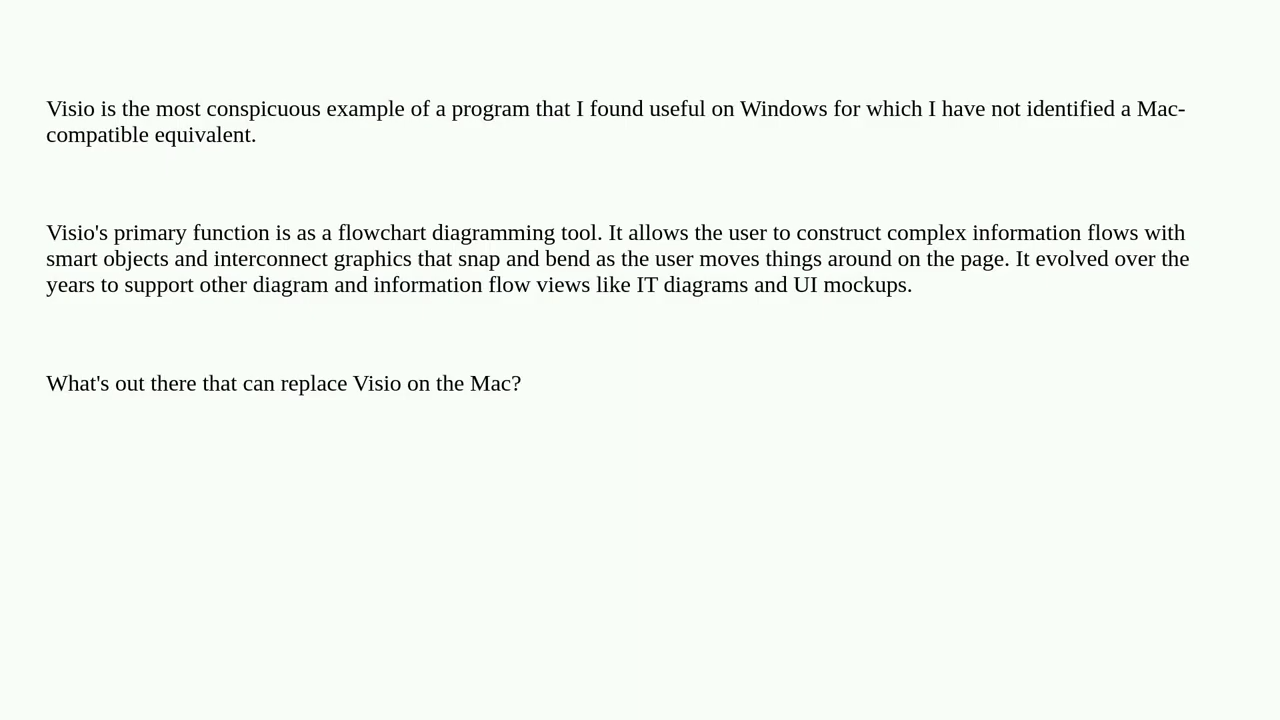 Visio is the most conspicuous example of a program that I found useful on Windows for which I have not identified a Mac-
compatible equivalent.
Visio's primary function is as a flowchart diagramming tool. It allows the user to construct complex information flows with
smart objects and interconnect graphics that snap and bend as the user moves things around on the page. It evolved over the
years to support other diagram and information flow views like IT diagrams and UI mockups.
What's out there that can replace Visio on the Mac?